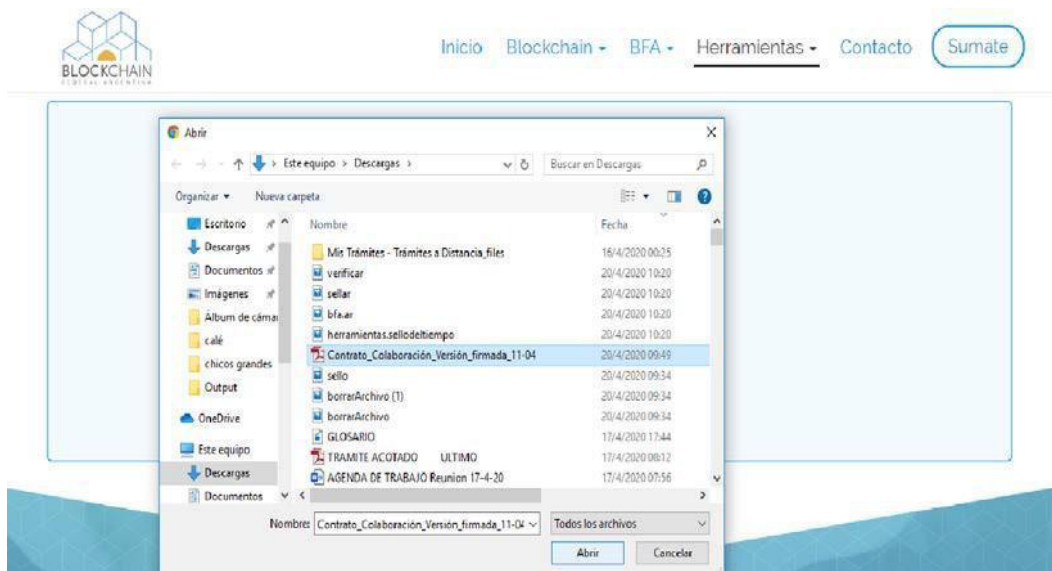 BLOCKCHAIN
FEDERAL ARGENTINA
Inicio Blockchain BFA Herramientas Contacto Sumate
Abrir
Este equipo > Descargas >
Buscar en Descargas
Organizar Nueva carpeta
Nombre Fecha
Escritorio
Descargas
Documentos
Imágenes
Álbum de cámar
calé
chicos grandes
Output
OneDrive
Este equipo
Descargas
Documentos
Mis Trámites - Trámites a Distancia_files 16/4/2020 00:25
verificar 20/4/2020 10:20
sellar 20/4/2020 10:20
bfa.ar 20/4/2020 10:20
herramientas.sellodeltiempo 20/4/2020 10:20
Contrato_Colaboración_Versión_firmada_11-04 20/4/2020 09:49
sello 20/4/2020 09:34
borrarArchivo (1) 20/4/2020 09:34
borrarArchivo 20/4/2020 09:34
GLOSARIO 17/4/2020 17:44
TRAMITE ACOTADO ULTIMO 17/4/2020 08:12
AGENDA DE TRABAJO Reunion 17-4-20 17/4/2020 07:56
Nombre: Contrato_Colaboración_Versión_firmada_11-04 Todos los archivos
Abrir Cancelar